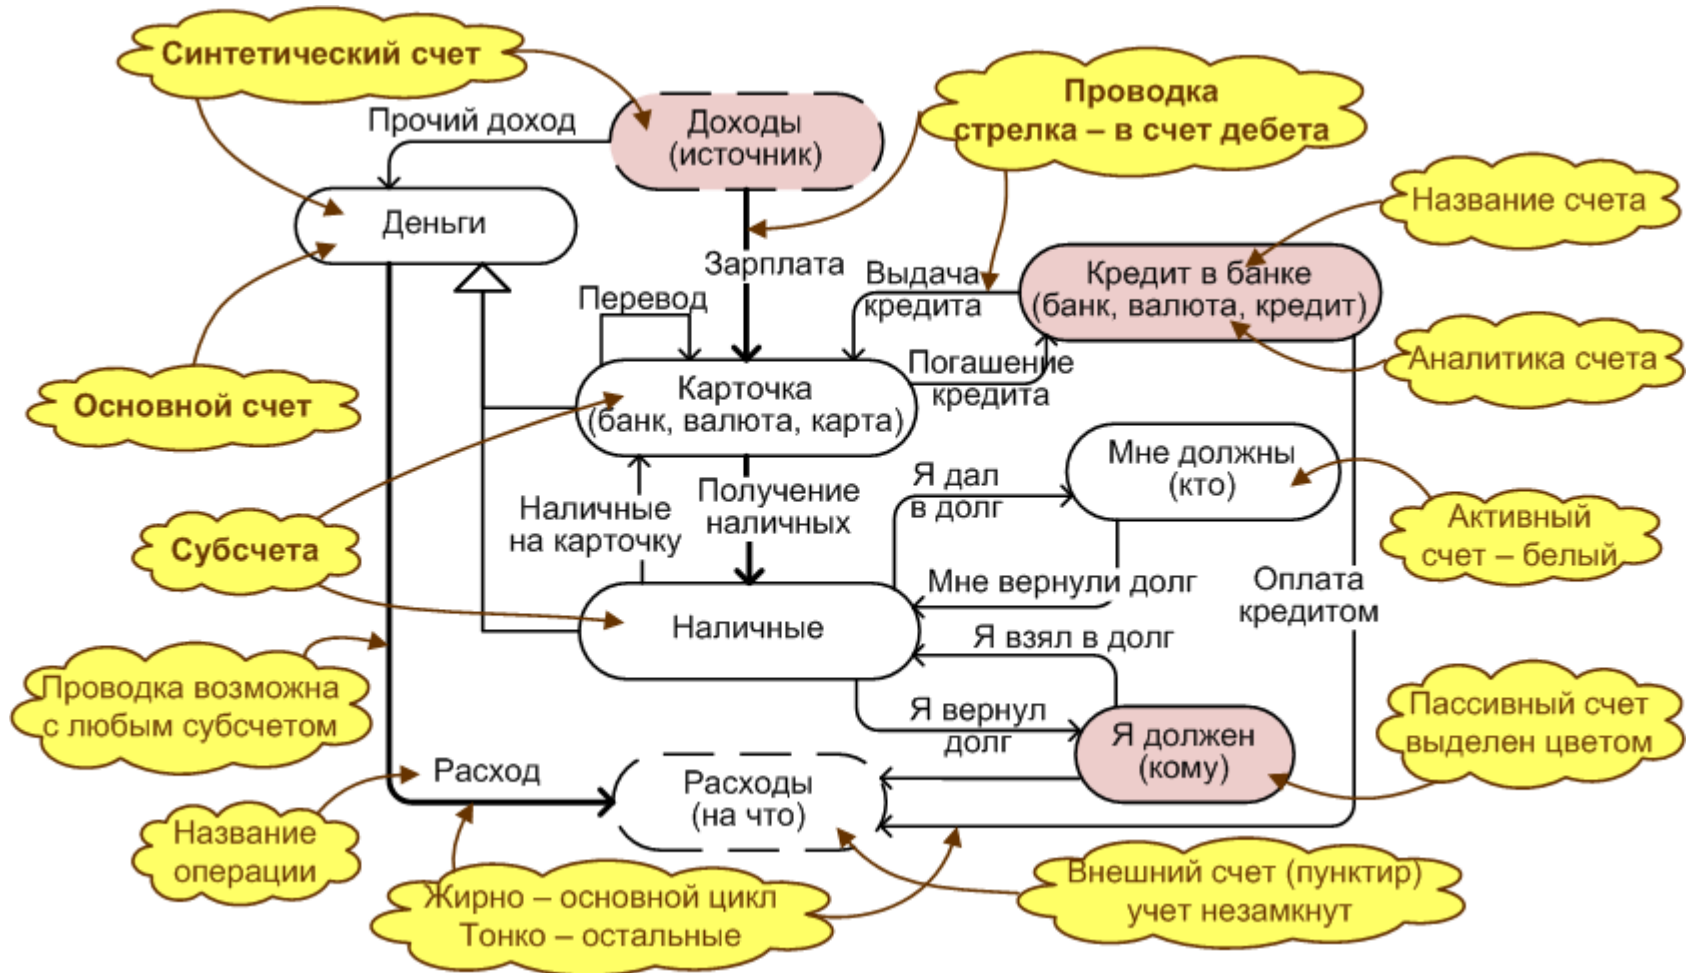 Синтетический счет
Проводка
стрелка – в счет дебета
Прочий доход
Доходы
(источник)
Название счета
Деньги
Зарплата
Выдача
кредита
Кредит в банке
(банк, валюта, кредит)
Перевод
Погашение
кредита
Аналитика счета
Основной счет
Карточка
(банк, валюта, карта)
Мне должны
(кто)
Я дал
в долг
Получение
наличных
Наличные
на карточку
Активный
счет – белый
Субсчета
Мне вернули долг
Оплата
кредитом
Наличные
Я взял в долг
Проводка возможна
с любым субсчетом
Я вернул
долг
Я должен
(кому)
Пассивный счет
выделен цветом
Расход
Расходы
(на что)
Название
операции
Жирно – основной цикл
Тонко – остальные
Внешний счет (пунктир)
учет незамкнут